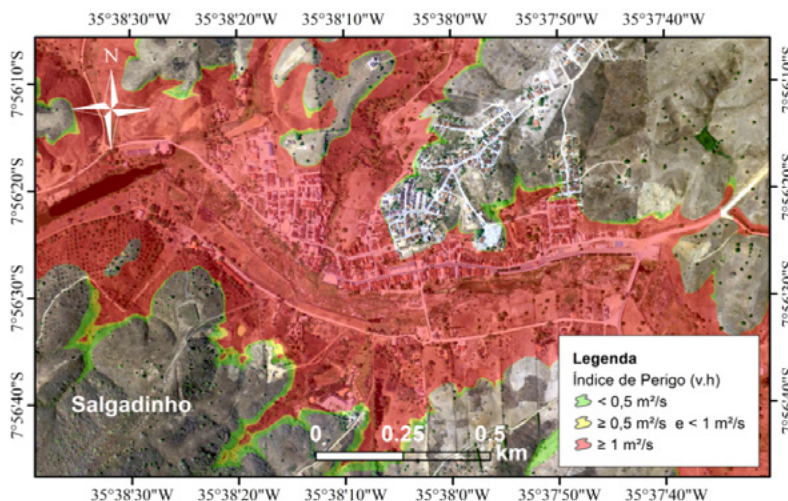 35°38'30"W 35°38'20"W 35°38'10"W 35°38'0"W 35°37'50"W 35°37'40"W
N
7°56'10"S 7°56'10"S
7°56'20"S 7°56'20"S
7°56'30"S 7°56'20"S
7°56'40"S 7°56'40"S
Legenda
Índice de Perigo (v.h)
< 0,5 m²/s
≥ 0,5 m²/s e < 1 m²/s
≥ 1 m²/s
Salgadinho
0. 0.25 0.5
km
35°38'30"W 35°38'20"W 35°38'10"W 35°38'0"W 35°37'50"W 35°37'40"W